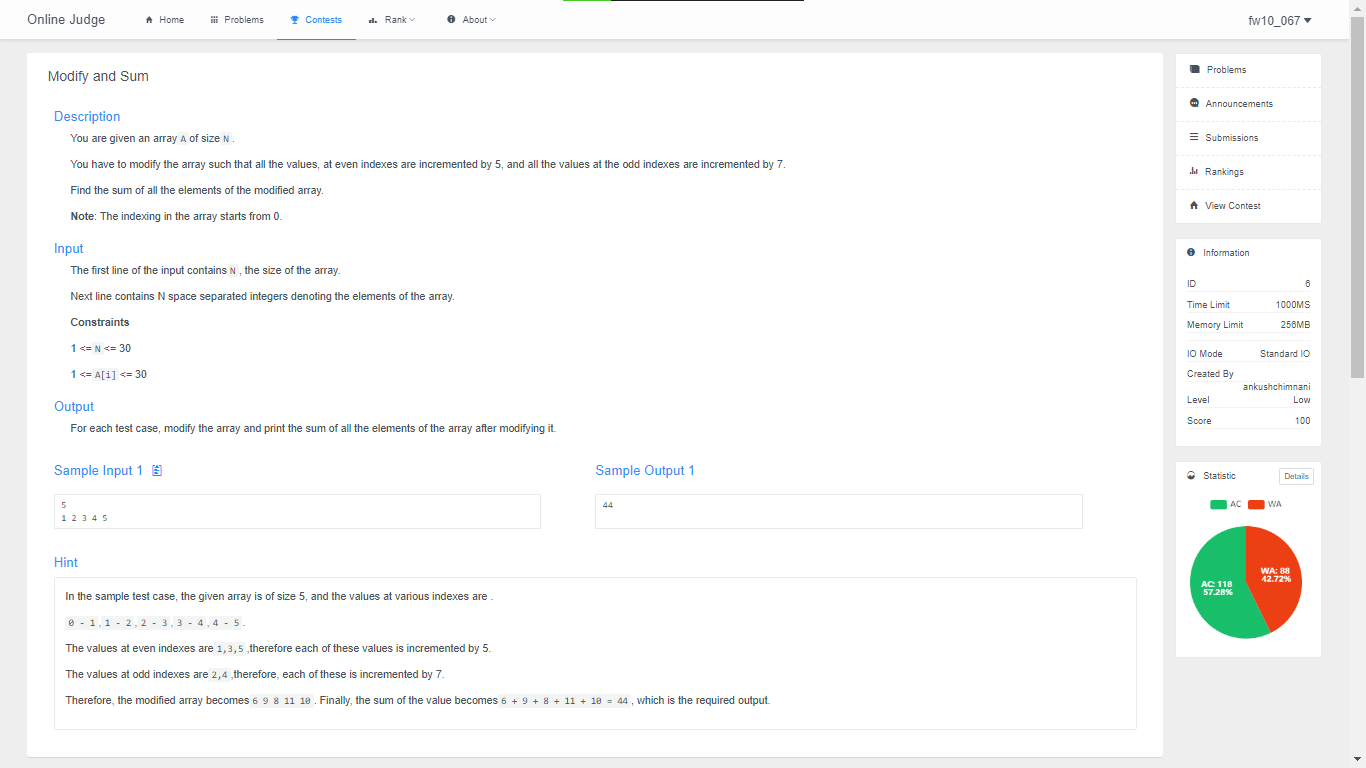 Online Judge
Home
Problems
Contests
Rank
About
fw10_067
Modify and Sum
Description
You are given an array A of size N .
You have to modify the array such that all the values, at even indexes are incremented by 5, and all the values at the odd indexes are incremented by 7.
Find the sum of all the elements of the modified array.
Note: The indexing in the array starts from 0.
Input
The first line of the input contains N , the size of the array.
Next line contains N space separated integers denoting the elements of the array.
Constraints
1 <= N <= 30
1 <= A[i] <= 30
Output
For each test case, modify the array and print the sum of all the elements of the array after modifying it.
Sample Input 1
5
1 2 3 4 5
Sample Output 1
44
Hint
In the sample test case, the given array is of size 5, and the values at various indexes are .
0 - 1 , 1 - 2 , 2 - 3 , 3 - 4 , 4 - 5 .
The values at even indexes are 1,3,5 ,therefore each of these values is incremented by 5.
The values at odd indexes are 2,4 ,therefore, each of these is incremented by 7.
Therefore, the modified array becomes 6 9 8 11 10 . Finally, the sum of the value becomes 6 + 9 + 8 + 11 + 10 = 44 , which is the required output.
Problems
Announcements
Submissions
Rankings
View Contest
Information
ID 6
Time Limit 1000MS
Memory Limit 256MB
IO Mode Standard IO
Created By
ankushchimnani
Level Low
Score 100
Statistic Details
AC WA
WA: 88
42.72%
AC: 118
57.28%